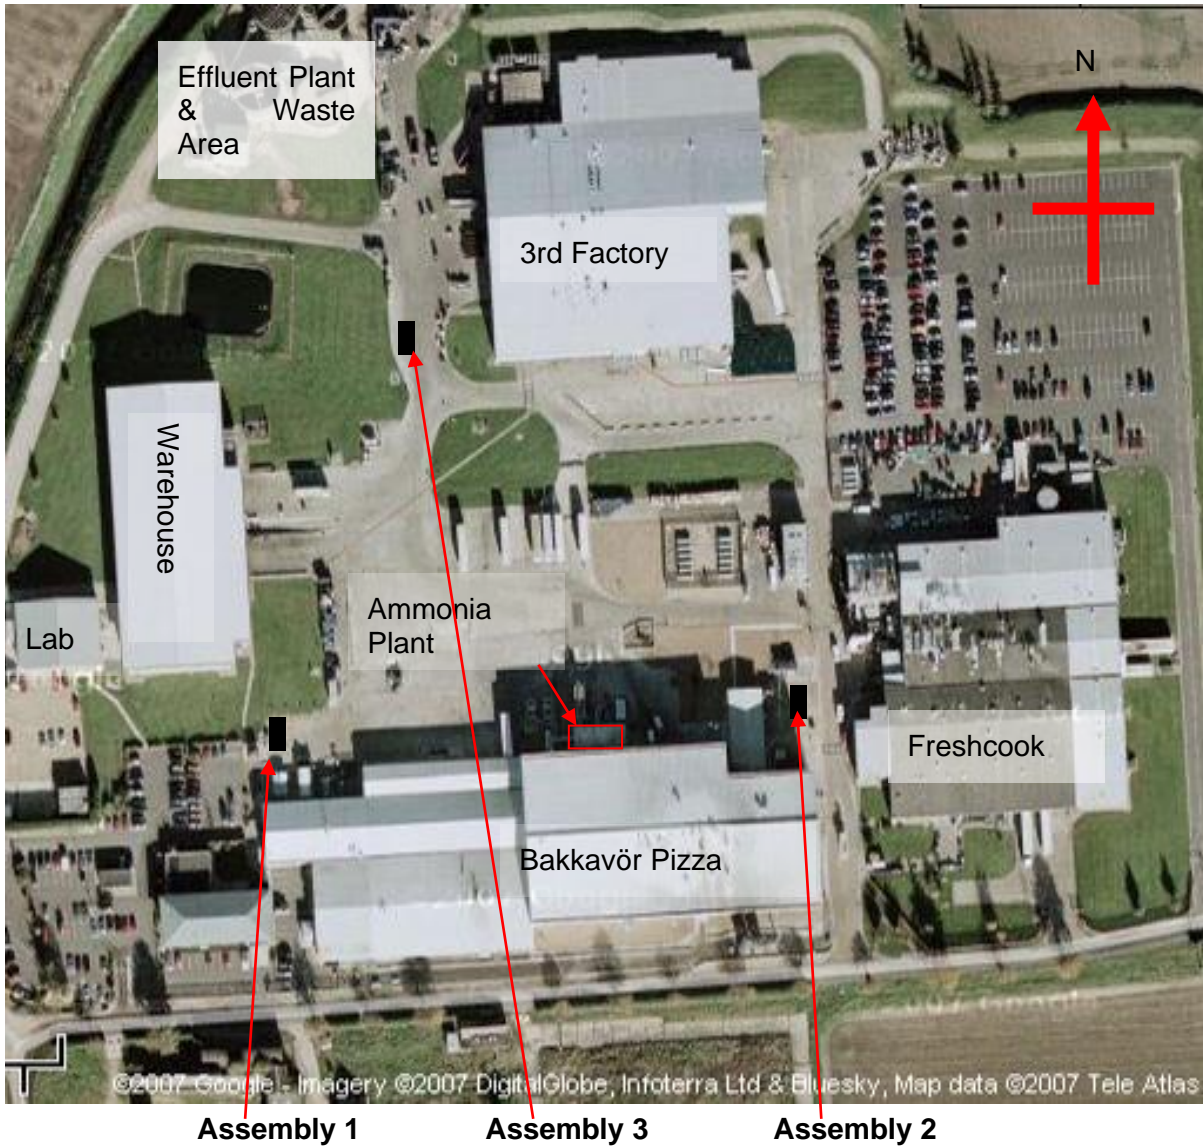 Effluent Plant
& Waste
Area
N
3rd Factory
Warehouse
Ammonia
Plant
Lab
Freshcook
Bakkavör Pizza
©2007 Google - Imagery ©2007 DigitalGlobe, Infoterra Ltd & Bluesky, Map data ©2007 Tele Atlas
Assembly 1
Assembly 3
Assembly 2